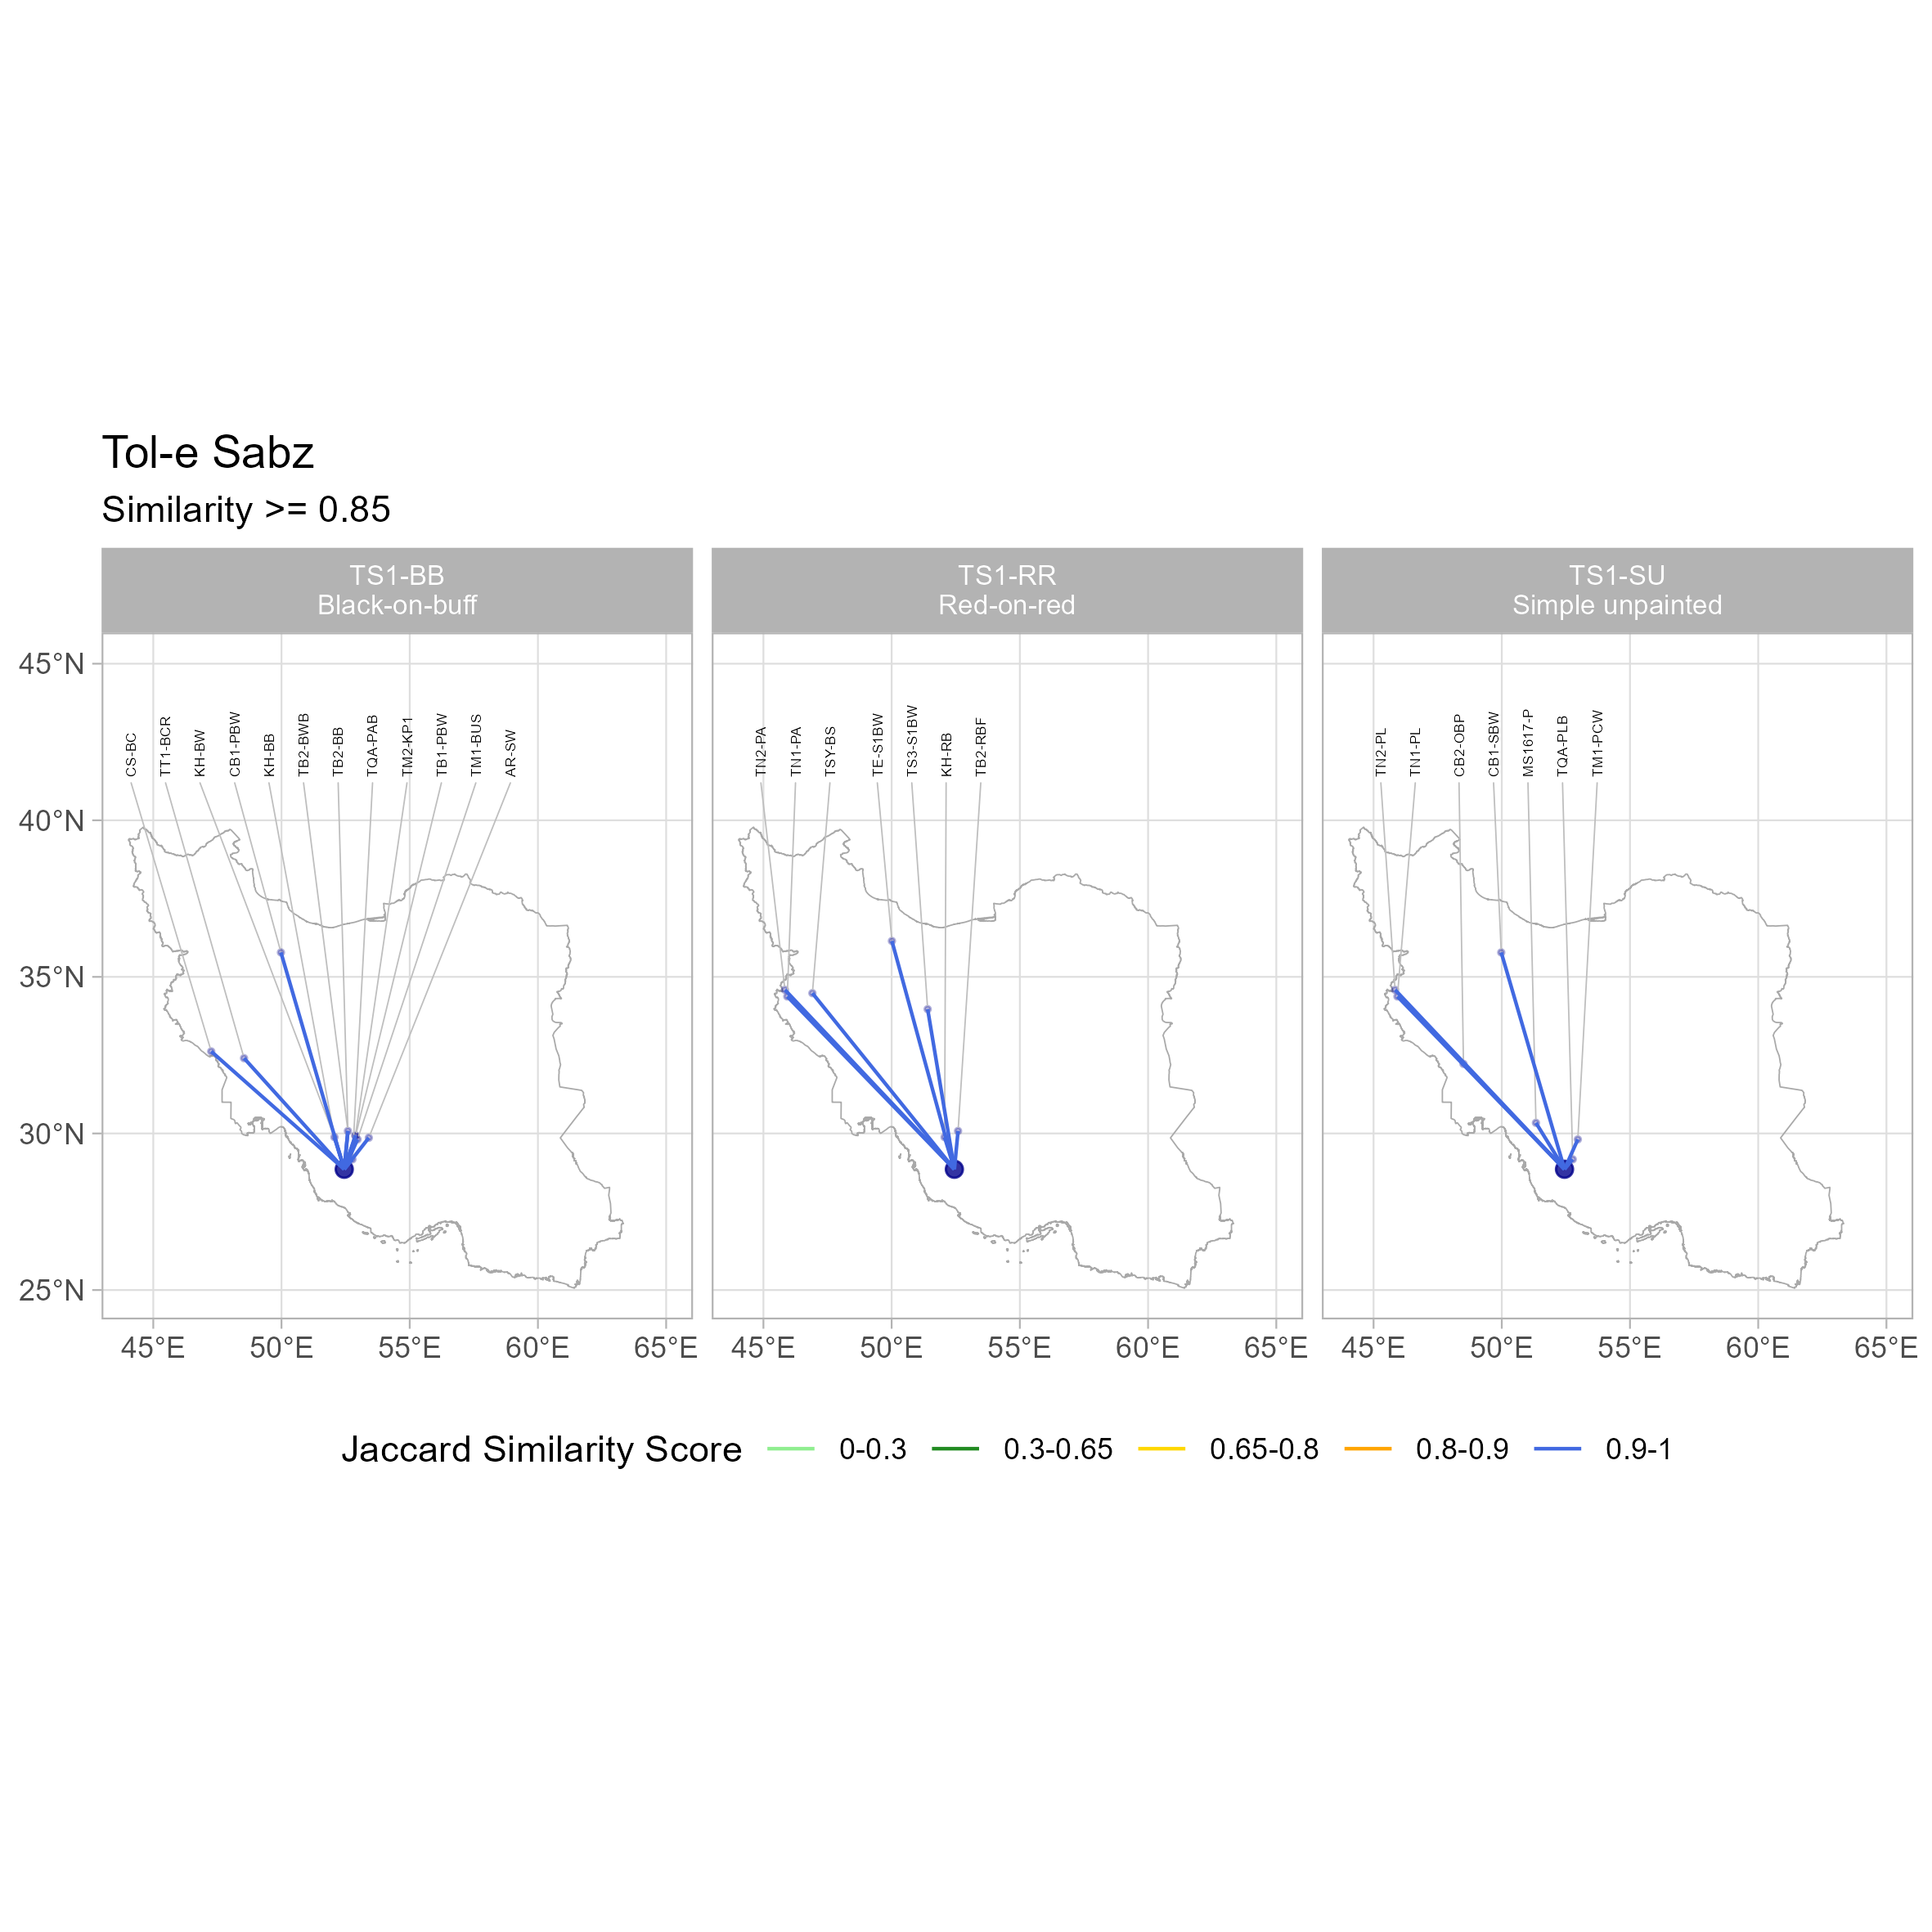 Tol-e Sabz
Similarity >= 0.85
TS1-BB
Black-on-buff
TS1-RR
Red-on-red
TS1-SU
Simple unpainted
45°N
40°N
35°N
30°N
25°N
CS-BC
TT1-BCR
KH-BW
CB1-PBW
KH-BB
TB2-BWB
TB2-BB
TQA-PAB
TM2-KP1
TB1-PBW
TM1-BUS
AR-SW
TN2-PA
TN1-PA
TSY-BS
TE-S1BW
TS3-S1BW
KH-RB
TB2-RBF
TN2-PL
TN1-PL
CB2-OBP
CB1-SBW
MS1617-P
TQA-PLB
TM1-PCW
45°E 50°E 55°E 60°E 65°E
45°E 50°E 55°E 60°E 65°E
45°E 50°E 55°E 60°E 65°E
Jaccard Similarity Score 0-0.3 0.3-0.65 0.65-0.8 0.8-0.9 0.9-1